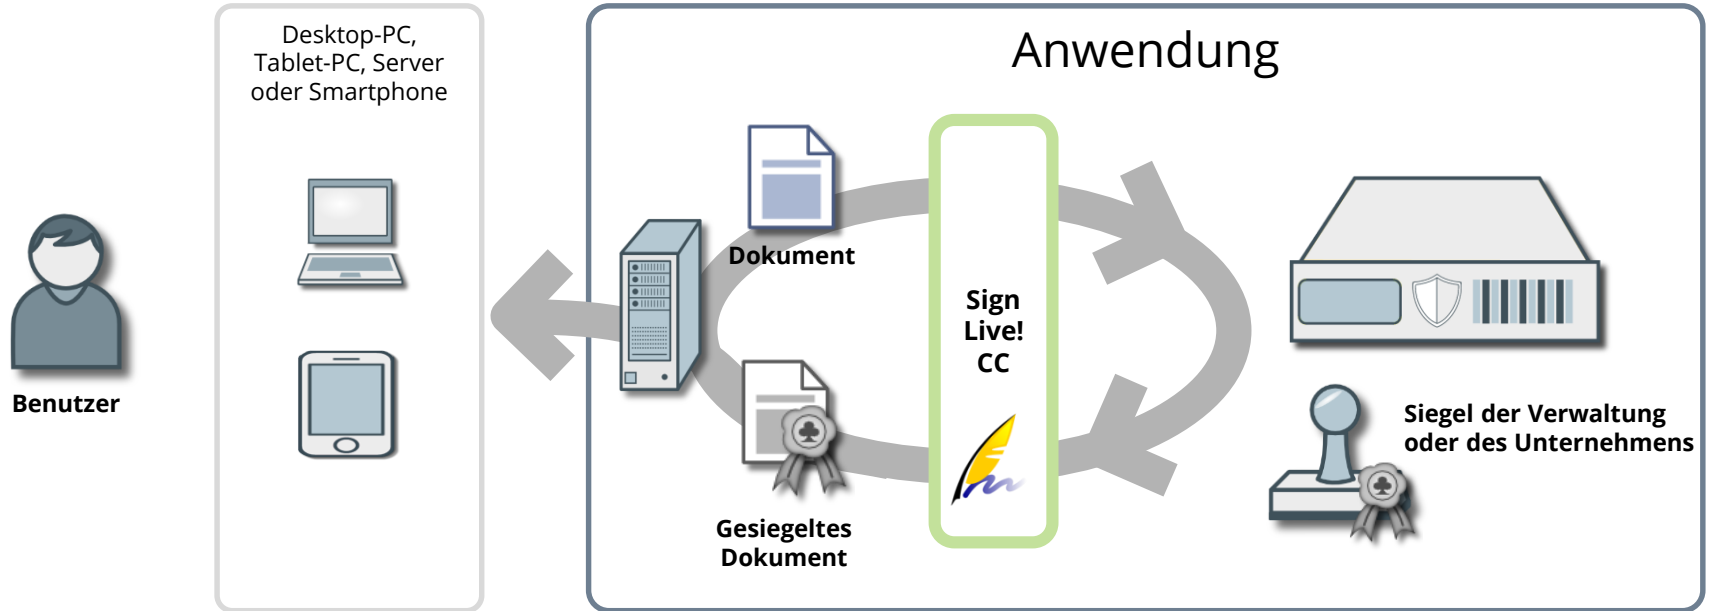 Desktop-PC,
Tablet-PC, Server
oder Smartphone
Benutzer
Anwendung
Dokument
Sign
Live!
CC
Gesiegeltes
Dokument
Siegel der Verwaltung
oder des Unternehmens